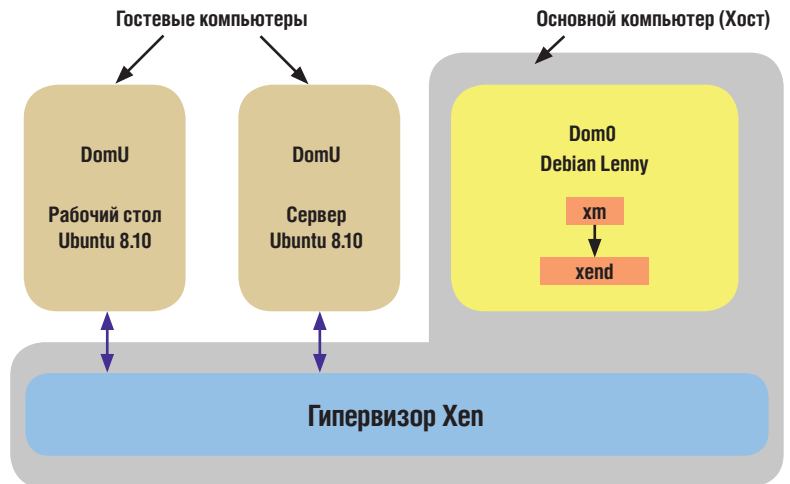 Гостевые компьютеры
Основной компьютер (Хост)
DomU
Рабочий стол
Ubuntu 8.10
DomU
Сервер
Ubuntu 8.10
Dom0
Debian Lenny
xm
xend
Гипервизор Xen